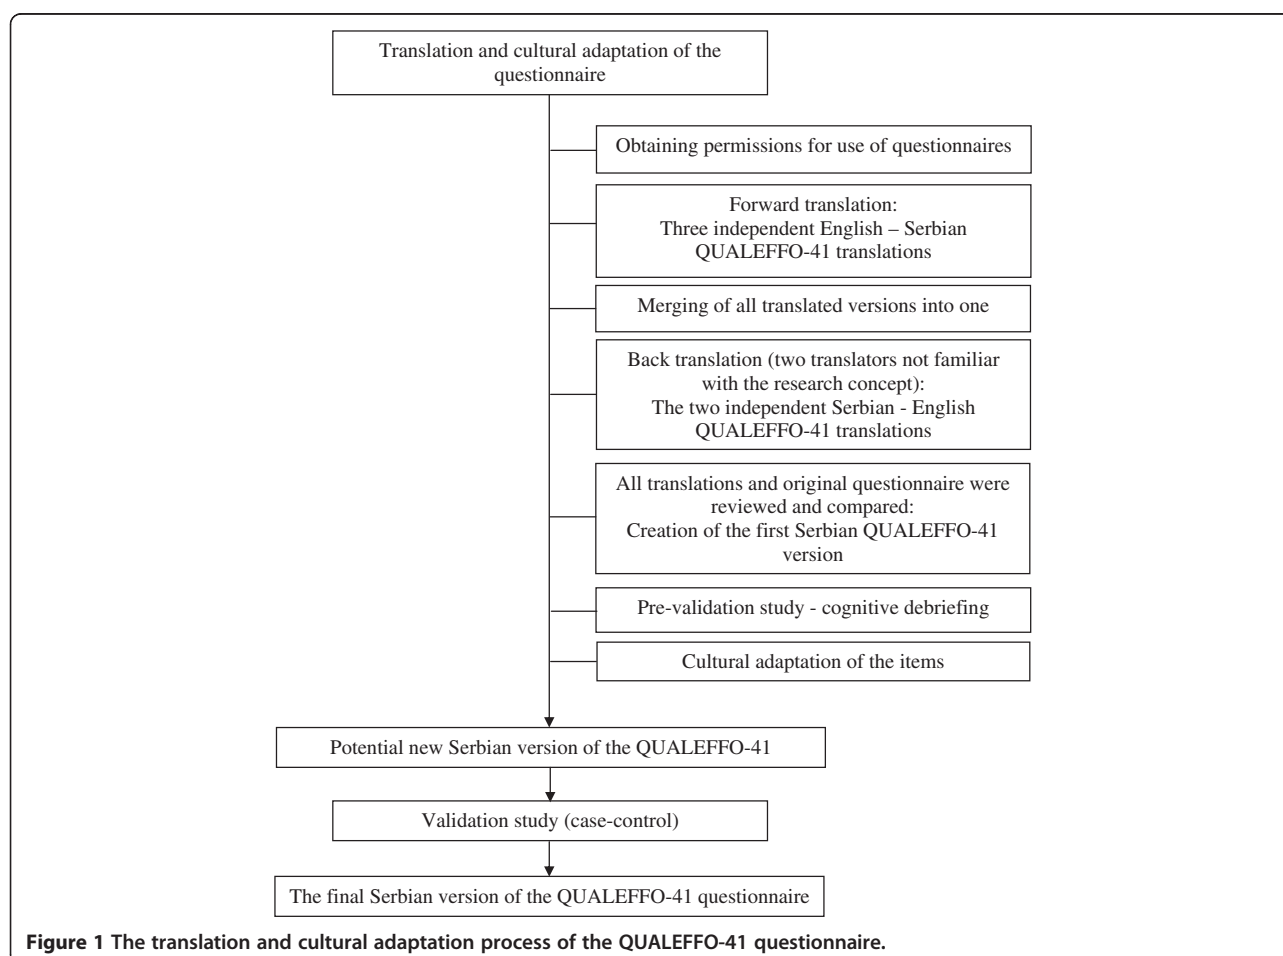 Translation and cultural adaptation of the
questionnaire
Obtaining permissions for use of questionnaires
Forward translation:
Three independent English – Serbian
QUALEFFO-41 translations
Merging of all translated versions into one
Back translation (two translators not familiar
with the research concept):
The two independent Serbian - English
QUALEFFO-41 translations
All translations and original questionnaire were
reviewed and compared:
Creation of the first Serbian QUALEFFO-41
version
Pre-validation study - cognitive debriefing
Cultural adaptation of the items
Potential new Serbian version of the QUALEFFO-41
Validation study (case-control)
The final Serbian version of the QUALEFFO-41 questionnaire
Figure 1 The translation and cultural adaptation process of the QUALEFFO-41 questionnaire.